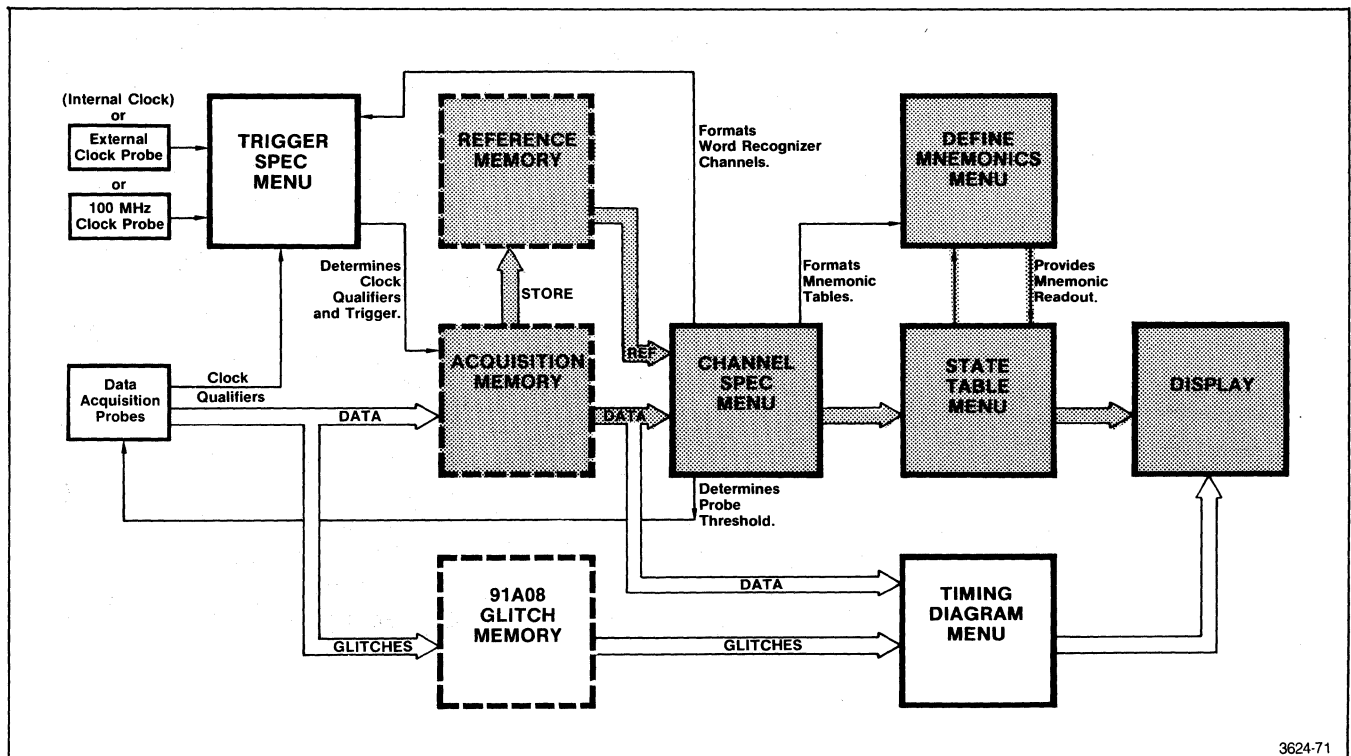 (Internal Clock)
or
External
Clock Probe
or
100 MHz
Clock Probe
TRIGGER
SPEC
MENU
REFERENCE
MEMORY
Formats
Word Recognizer
Channels.
DEFINE
MNEMONICS
MENU
Determines
Clock
Qualifiers
and Trigger.
STORE
Formats
Mnemonic
Tables.
Provides
Mnemonic
Readout.
Data
Acquisition
Probes
Clock
Qualifiers
DATA
ACQUISITION
MEMORY
REF
DATA
CHANNEL
SPEC
MENU
STATE
TABLE
MENU
DISPLAY
Determines
Probe
Threshold.
GLITCHES
91A08
GLITCH
MEMORY
DATA
GLITCHES
TIMING
DIAGRAM
MENU
3624-71